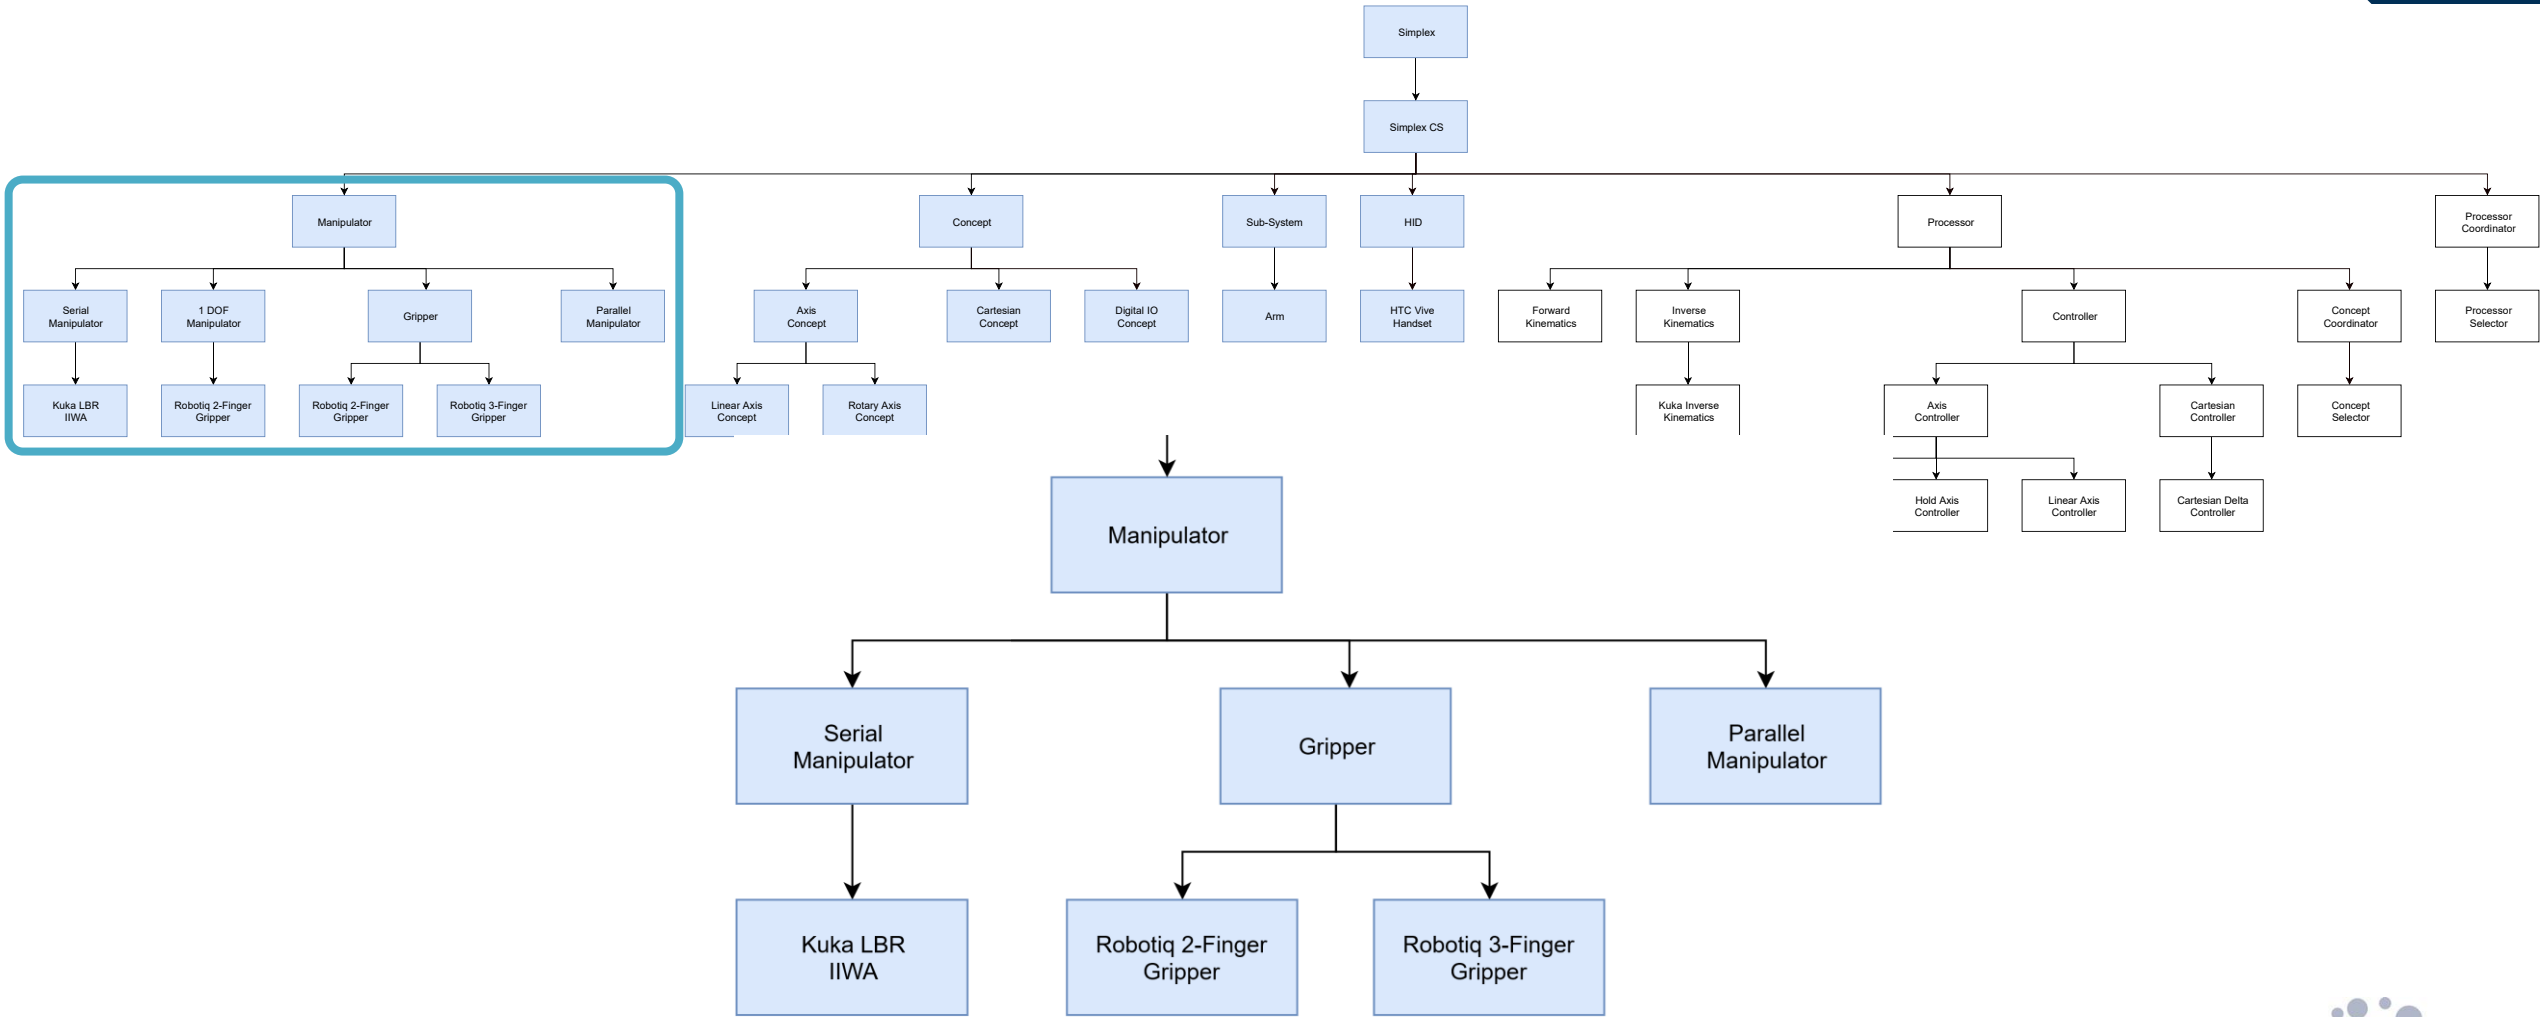 Simplex
Simplex CS
Manipulator
Concept
Sub-System
HID
Processor
Processor
Coordinator
Serial
Manipulator
1 DOF
Manipulator
Gripper
Parallel
Manipulator
Axis
Concept
Cartesian
Concept
Digital IO
Concept
Arm
HTC Vive
Handset
Forward
Kinematics
Inverse
Kinematics
Controller
Concept
Coordinator
Processor
Selector
Kuka LBR
IIWA
Robotiq 2-Finger
Gripper
Robotiq 2-Finger
Gripper
Robotiq 3-Finger
Gripper
Linear Axis
Concept
Rotary Axis
Concept
Kuka Inverse
Kinematics
Axis
Controller
Cartesian
Controller
Concept
Selector
Hold Axis
Controller
Linear Axis
Controller
Cartesian Delta
Controller
Manipulator
Serial
Manipulator
Gripper
Parallel
Manipulator
Kuka LBR
IIWA
Robotiq 2-Finger
Gripper
Robotiq 3-Finger
Gripper